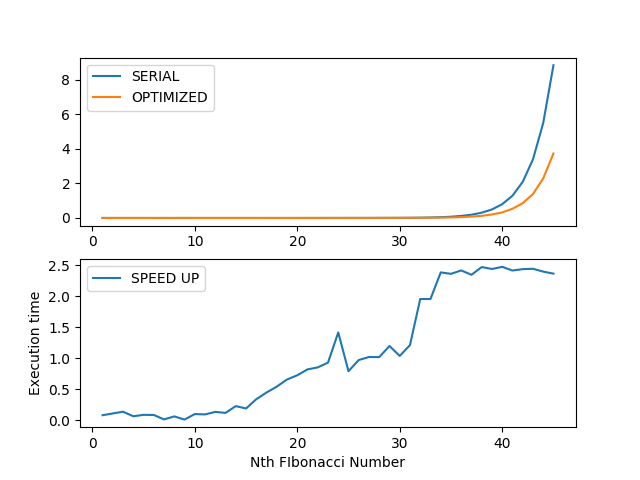 8
6
4
2
0
SERIAL
OPTIMIZED
0 10 20 30 40
2.5
2.0
1.5
1.0
0.5
0.0
SPEED UP
Execution time
0 10 20 30 40
Nth FIbonacci Number